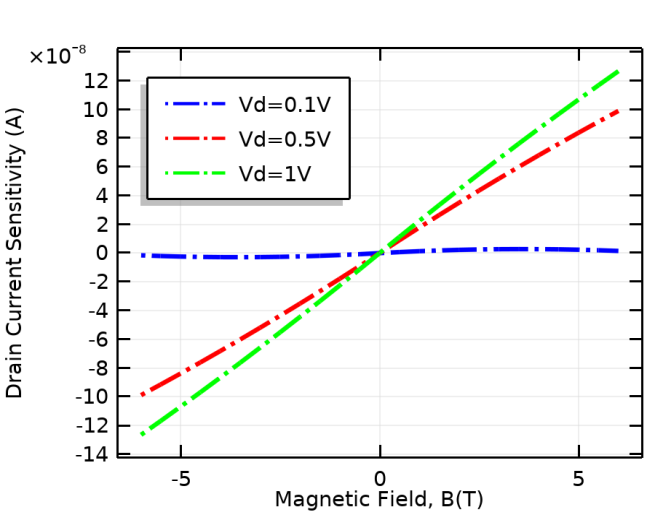 ×10⁻⁸
12
10
8
6
4
2
0
-2
-4
-6
-8
-10
-12
-14
Drain Current Sensitivity (A)
Vd=0.1V
Vd=0.5V
Vd=1V
-5 0 5
Magnetic Field, B(T)